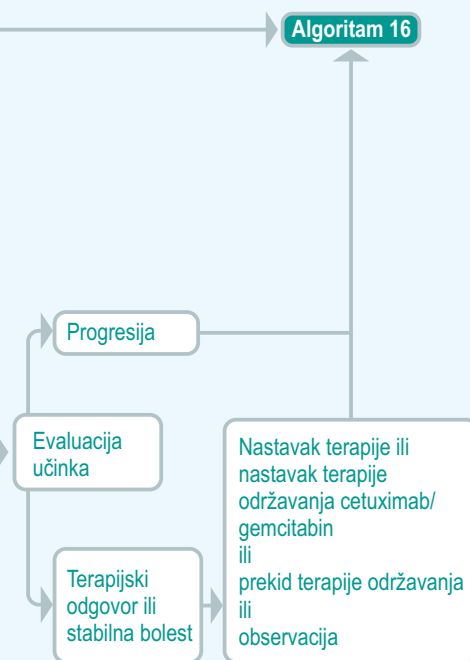 Algoritam 16
Progresija
Evaluacija
učinka
Nastavak terapije ili
nastavak terapije
održavanja cetuximab/
gemcitabin
ili
prekid terapije održavanja
ili
observacija
Terapijski
odgovor ili
stabilna bolest